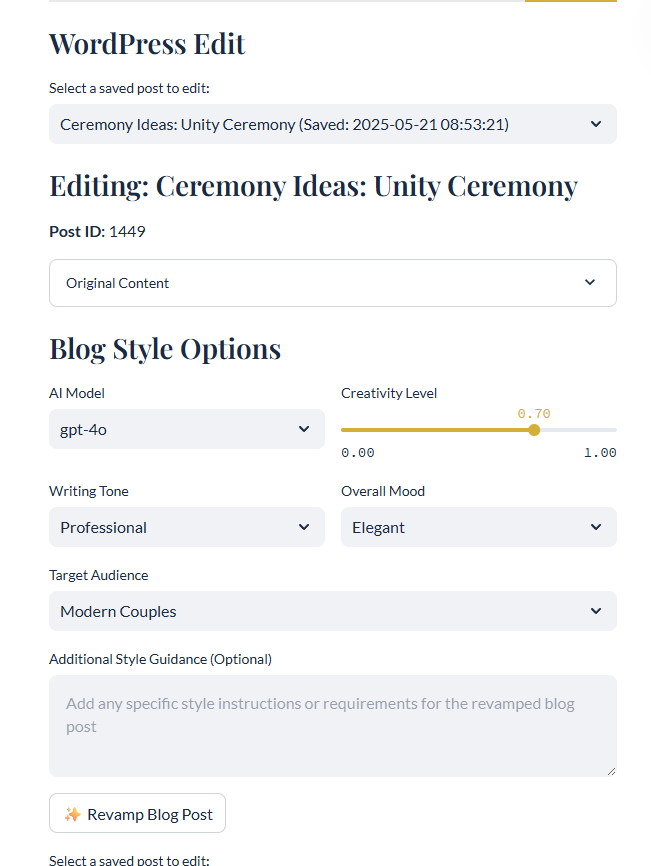 WordPress Edit
Select a saved post to edit:
Ceremony Ideas: Unity Ceremony (Saved: 2025-05-21 08:53:21)
Editing: Ceremony Ideas: Unity Ceremony
Post ID: 1449
Original Content
Blog Style Options
AI Model
Creativity Level
0.70
gpt-4o
0.00 1.00
Writing Tone
Overall Mood
Professional
Elegant
Target Audience
Modern Couples
Additional Style Guidance (Optional)
Add any specific style instructions or requirements for the revamped blog
post
✨ Revamp Blog Post
Select a saved post to edit: